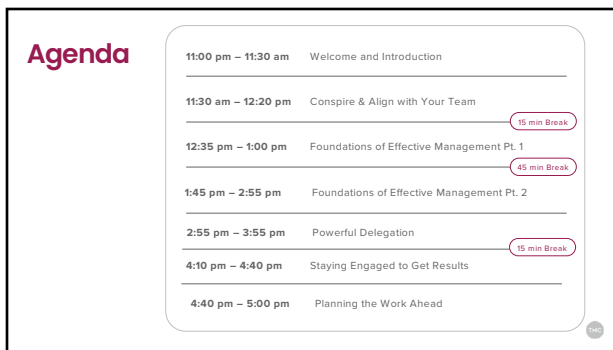 Agenda
11:00 pm – 11:30 am Welcome and Introduction
11:30 am – 12:20 pm Conspire & Align with Your Team
15 min Break
12:35 pm – 1:00 pm Foundations of Effective Management Pt. 1
45 min Break
1:45 pm – 2:55 pm Foundations of Effective Management Pt. 2
2:55 pm – 3:55 pm Powerful Delegation
15 min Break
4:10 pm – 4:40 pm Staying Engaged to Get Results
4:40 pm – 5:00 pm Planning the Work Ahead
TMC